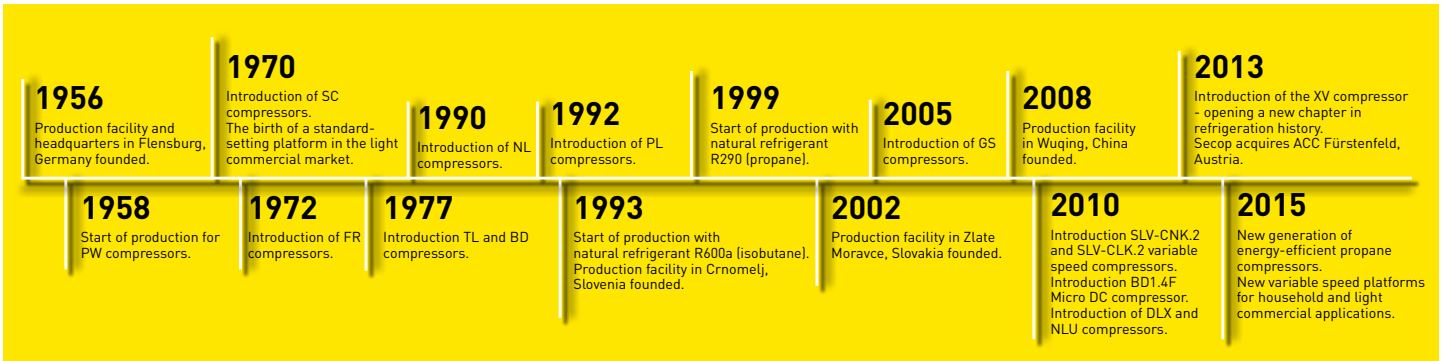 1956
Production facility and
headquarters in Flensburg,
Germany founded.
1958
Start of production for
PW compressors.
1970
Introduction of SC
compressors.
The birth of a standard-
setting platform in the light
commercial market.
1972
Introduction of FR
compressors.
1977
Introduction TL and BD
compressors.
1990
Introduction of NL
compressors.
1992
Introduction of PL
compressors.
1993
Start of production with
natural refrigerant R600a (isobutane).
Production facility in Crnomelj,
Slovenia founded.
1999
Start of production with
natural refrigerant
R290 (propane).
2002
Production facility in Zlate
Moravce, Slovakia founded.
2005
Introduction of GS
compressors.
2008
Production facility
in Wuqing, China
founded.
2010
Introduction SLV-CNK.2
and SLV-CLK.2 variable
speed compressors.
Introduction BD1.4F
Micro DC compressor.
Introduction of DLX and
NLU compressors.
2013
Introduction of the XV compressor
- opening a new chapter in
refrigeration history.
Secop acquires ACC Fürstenfeld,
Austria.
2015
New generation of
energy-efficient propane
compressors.
New variable speed platforms
for household and light
commercial applications.